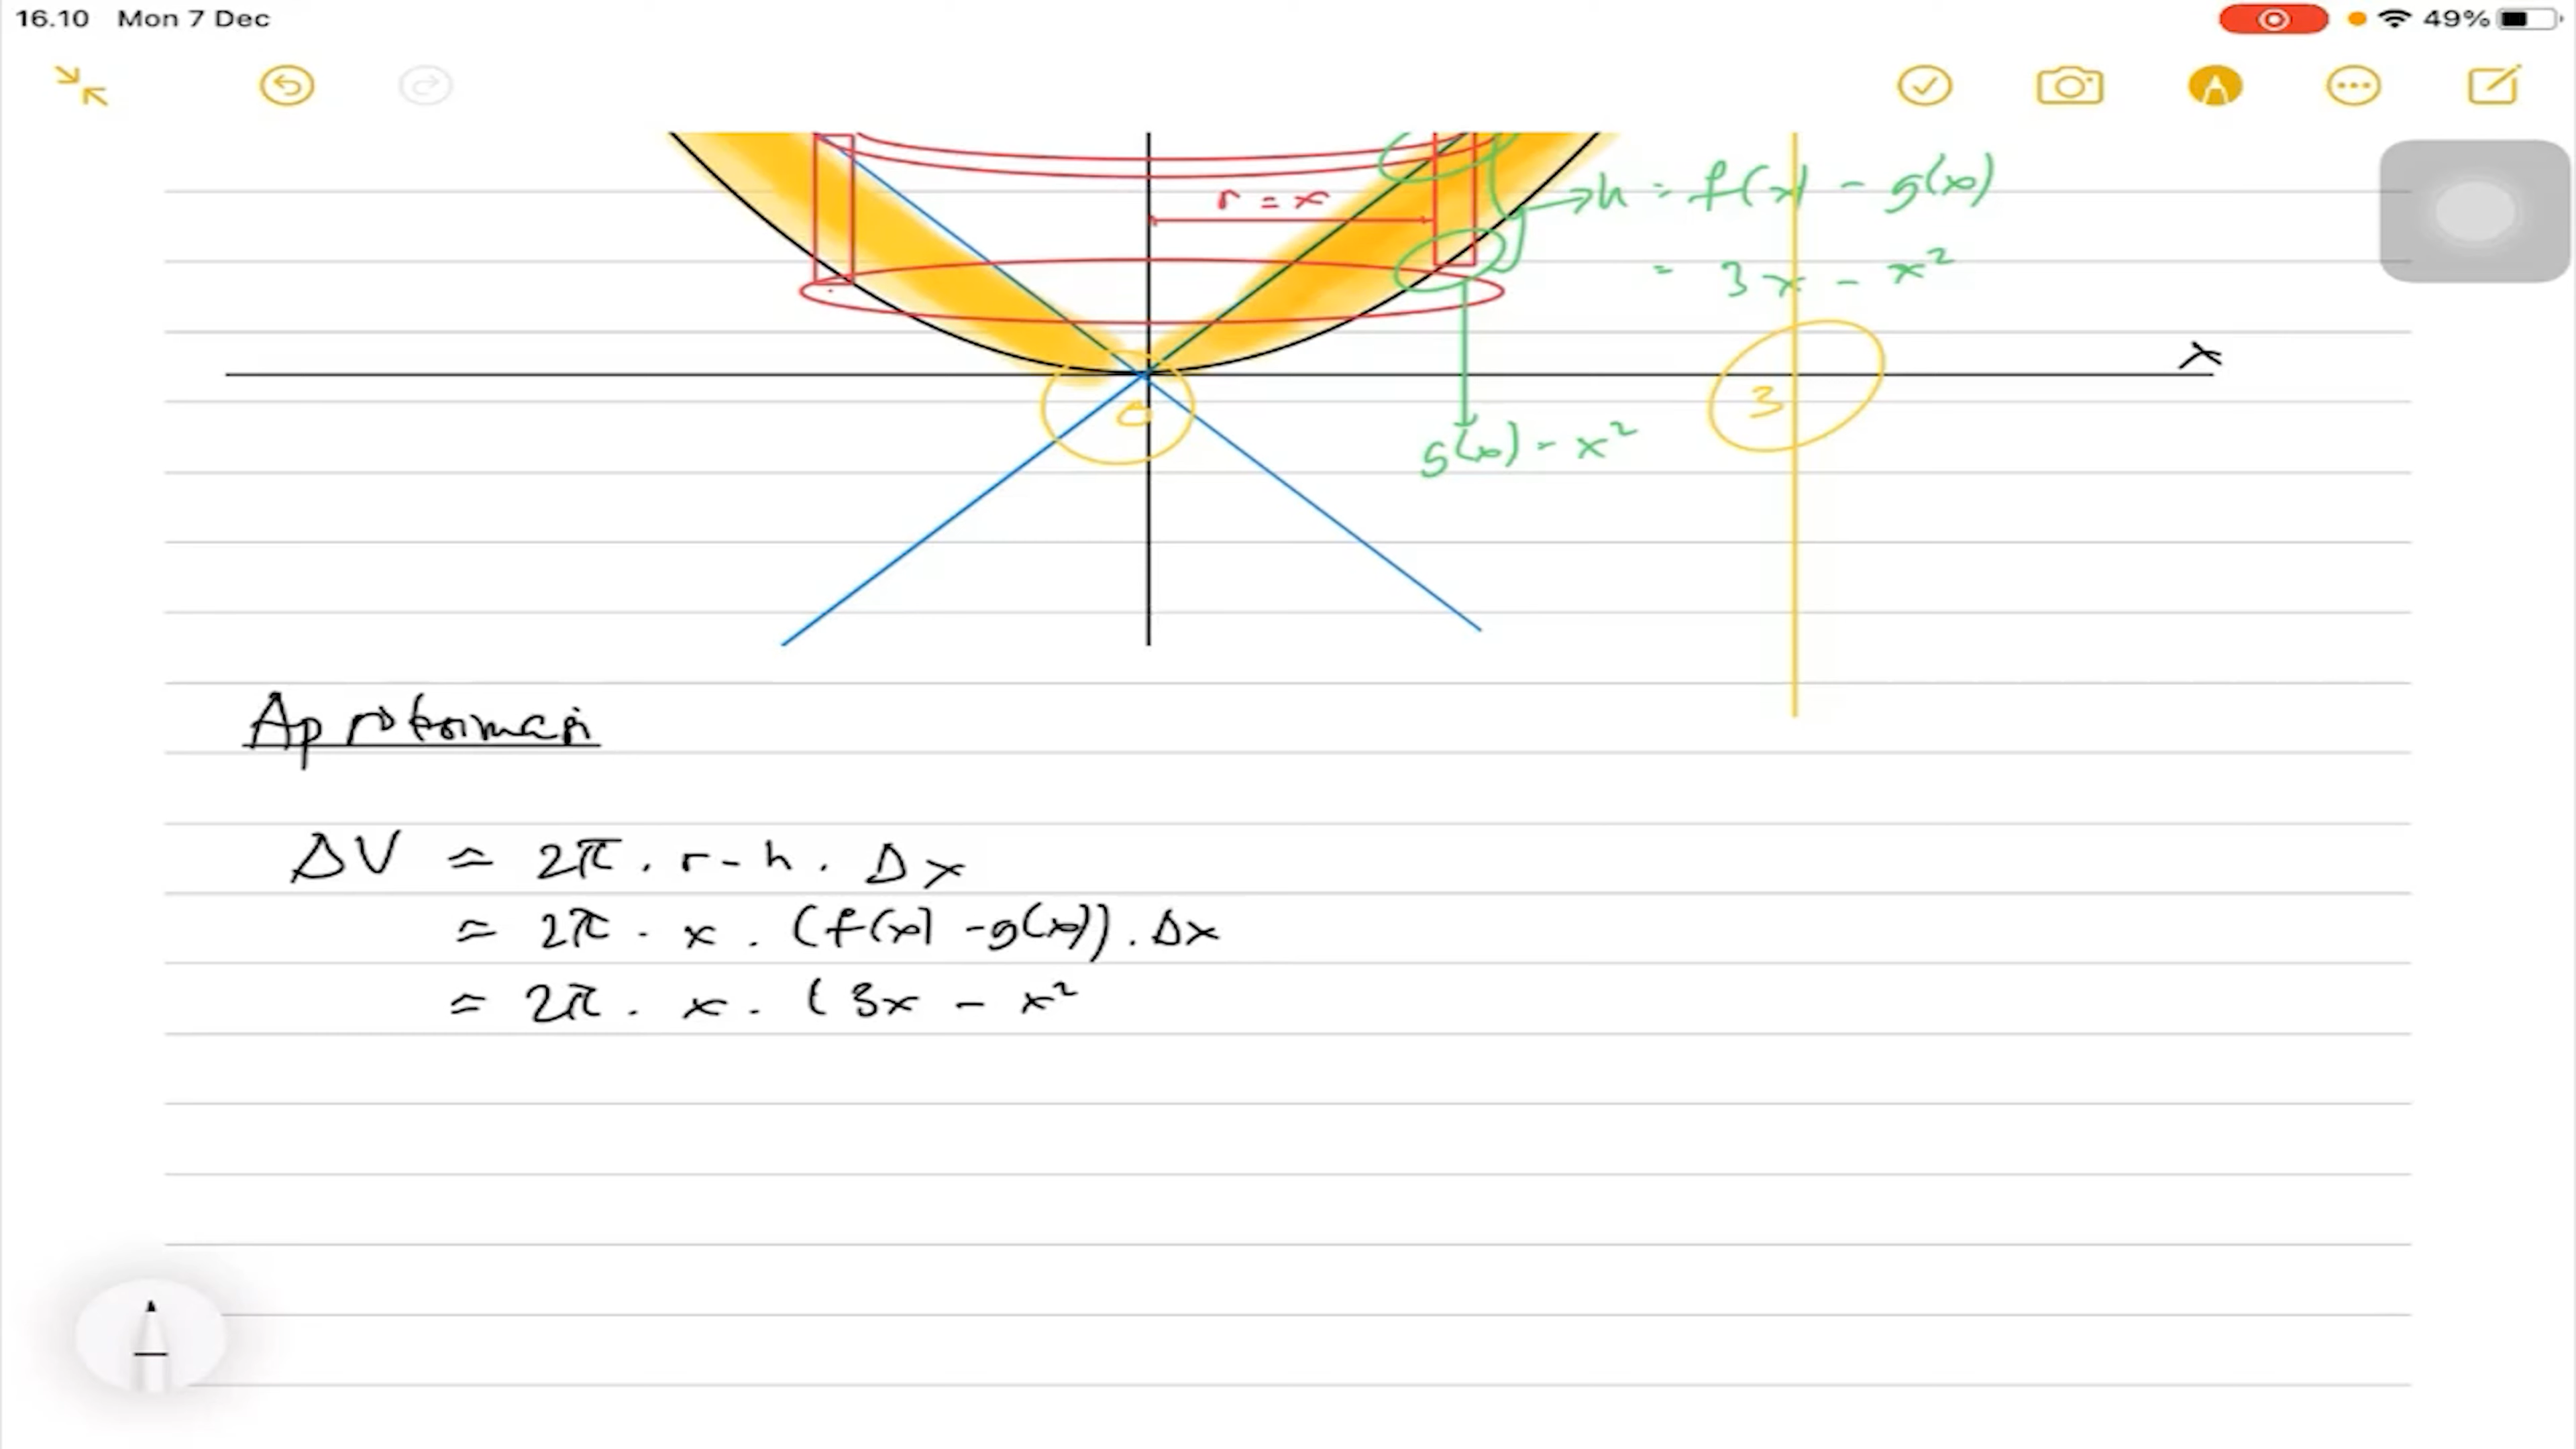 16.10 Mon 7 Dec
49%
r = x
→h = f(x) - g(x)
= 3x - x²
x
0
3
g(x) = x²
Aproksimasi
ΔV ≈ 2π . r - h . Δx
≈ 2π . x . (f(x) - g(x)) . Δx
≈ 2π . x . (3x - x²